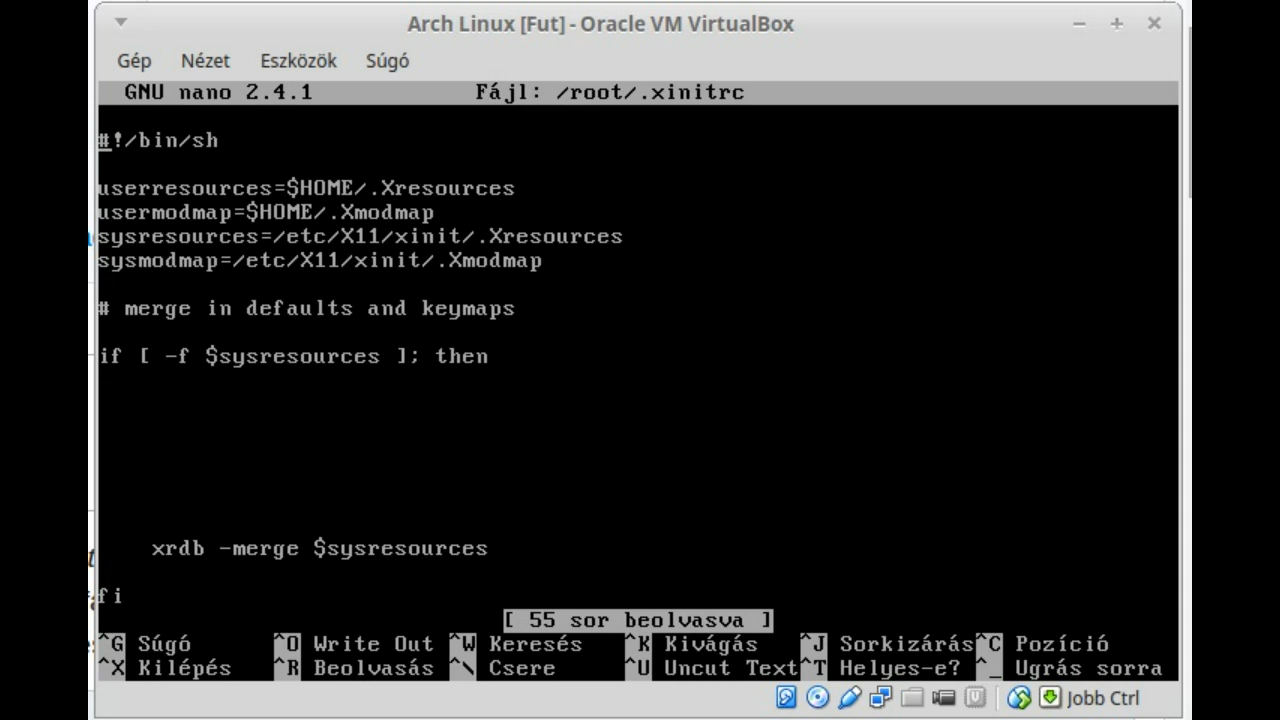 Arch Linux [Fut] - Oracle VM VirtualBox
Gép Nézet Eszközök Súgó
GNU nano 2.4.1 Fájl: /root/.xinitrc
#!/bin/sh
userresources=$HOME/.Xresources
usermodmap=$HOME/.Xmodmap
sysresources=/etc/X11/xinit/.Xresources
sysmodmap=/etc/X11/xinit/.Xmodmap
# merge in defaults and keymaps
if [ -f $sysresources ]; then
xrdb -merge $sysresources
fi
[ 55 sor beolvasva ]
^G Súgó ^O Write Out ^W Keresés ^K Kivágás ^J Sorkizárás ^C Pozíció
^X Kilépés ^R Beolvasás ^\ Csere ^U Uncut Text ^T Helyes-e? ^_ Ugrás sorra
Jobb Ctrl